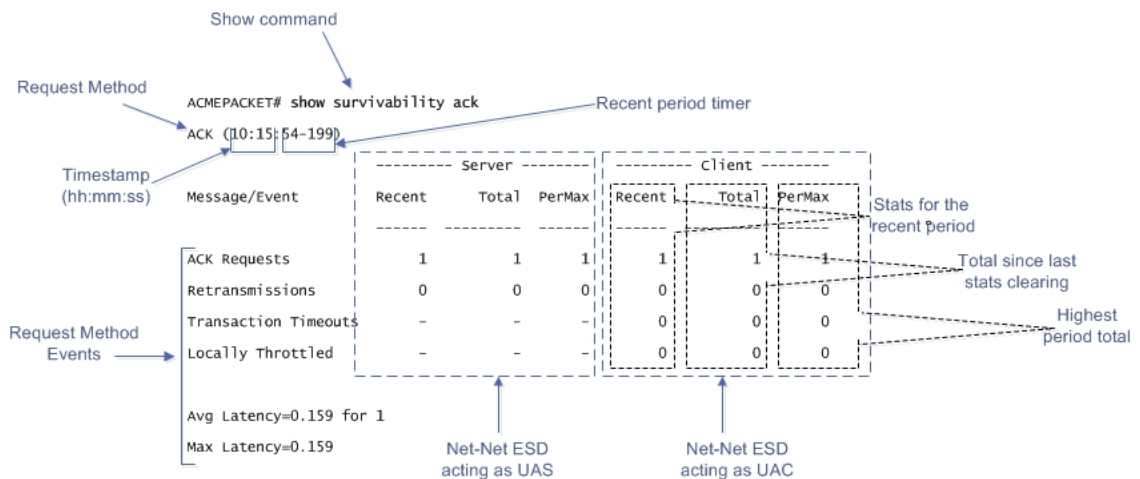 Show command
Request Method
ACMEPACKET# show survivability ack
Recent period timer
ACK (10:15:54-199)
Timestamp
(hh:mm:ss)
-------- Server -------- -------- Client --------
Message/Event Recent Total PerMax Recent Total PerMax
Stats for the
recent period
------ --------- ------ ------ --------- ------
ACK Requests 1 1 1 1 1 1
Total since last
stats clearing
Retransmissions 0 0 0 0 0 0
Transaction Timeouts - - - 0 0 0
Highest
period total
Request Method
Events
Locally Throttled - - - 0 0 0
Avg Latency=0.159 for 1
Max Latency=0.159
Net-Net ESD
acting as UAS
Net-Net ESD
acting as UAC